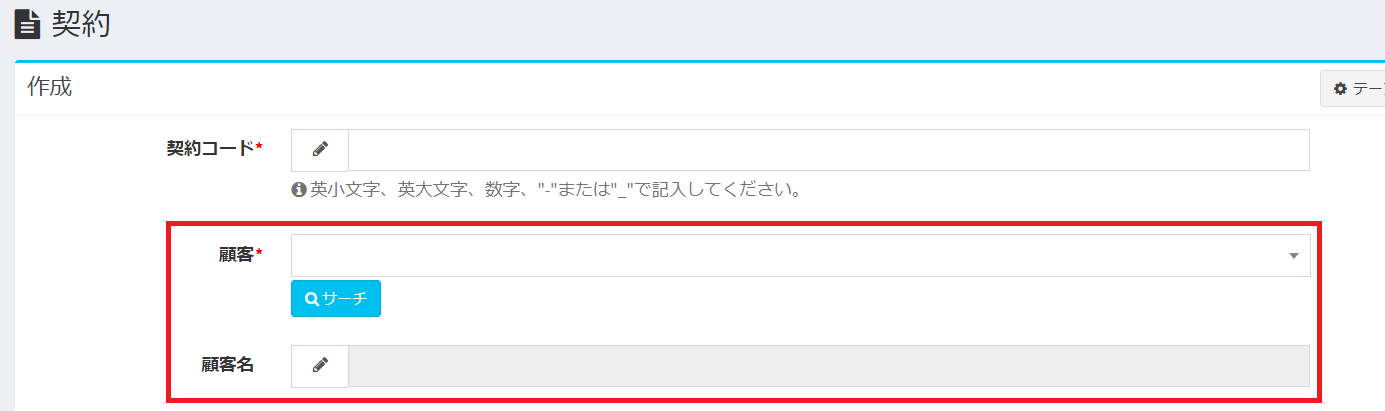 契約
作成
テー
契約コード*
英小文字、英大文字、数字、"-"または"_"で記入してください。
顧客*
サーチ
顧客名